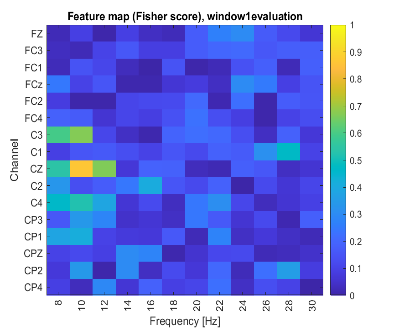 Feature map (Fisher score), window1evaluation
Channel
FZ
FC3
FC1
FCz
FC2
FC4
C3
C1
CZ
C2
C4
CP3
CP1
CPZ
CP2
CP4
8 10 12 14 16 18 20 22 24 26 28 30
Frequency [Hz]
1
0.9
0.8
0.7
0.6
0.5
0.4
0.3
0.2
0.1
0